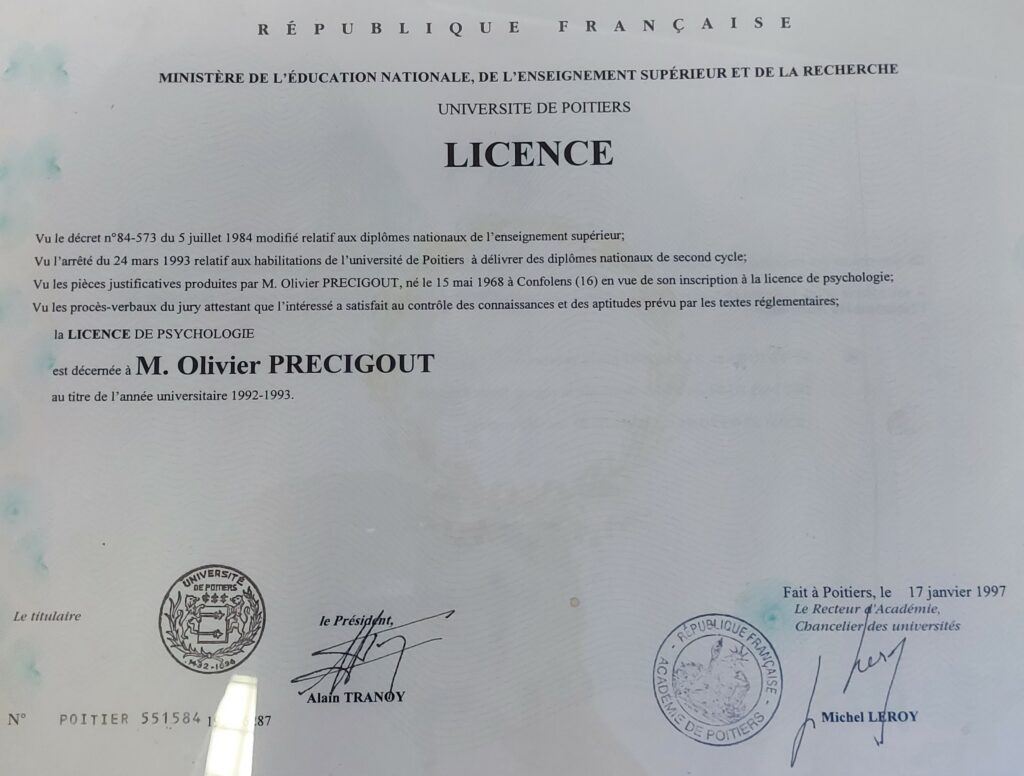 RÉPUBLIQUE FRANÇAISE
MINISTÈRE DE L'ÉDUCATION NATIONALE, DE L'ENSEIGNEMENT SUPÉRIEUR ET DE LA RECHERCHE
UNIVERSITE DE POITIERS
LICENCE
Vu le décret n°84-573 du 5 juillet 1984 modifié relatif aux diplômes nationaux de l'enseignement supérieur;
Vu l'arrêté du 24 mars 1993 relatif aux habilitations de l'université de Poitiers à délivrer des diplômes nationaux de second cycle;
Vu les pièces justificatives produites par M. Olivier PRECIGOUT, né le 15 mai 1968 à Confolens (16) en vue de son inscription à la licence de psychologie;
Vu les procès-verbaux du jury attestant que l'intéressé a satisfait au contrôle des connaissances et des aptitudes prévu par les textes réglementaires;
la LICENCE DE PSYCHOLOGIE
est décernée à M. Olivier PRECIGOUT
au titre de l'année universitaire 1992-1993.
Fait à Poitiers, le 17 janvier 1997
Le titulaire
UNIVERSITÉ
DE POITIERS
le Président,
Alain TRANOY
Le Recteur d'Académie,
Chancelier des universités
RÉPUBLIQUE FRANÇAISE
ACADÉMIE DE POITIERS
Michel LEROY
N° POITIER 551584